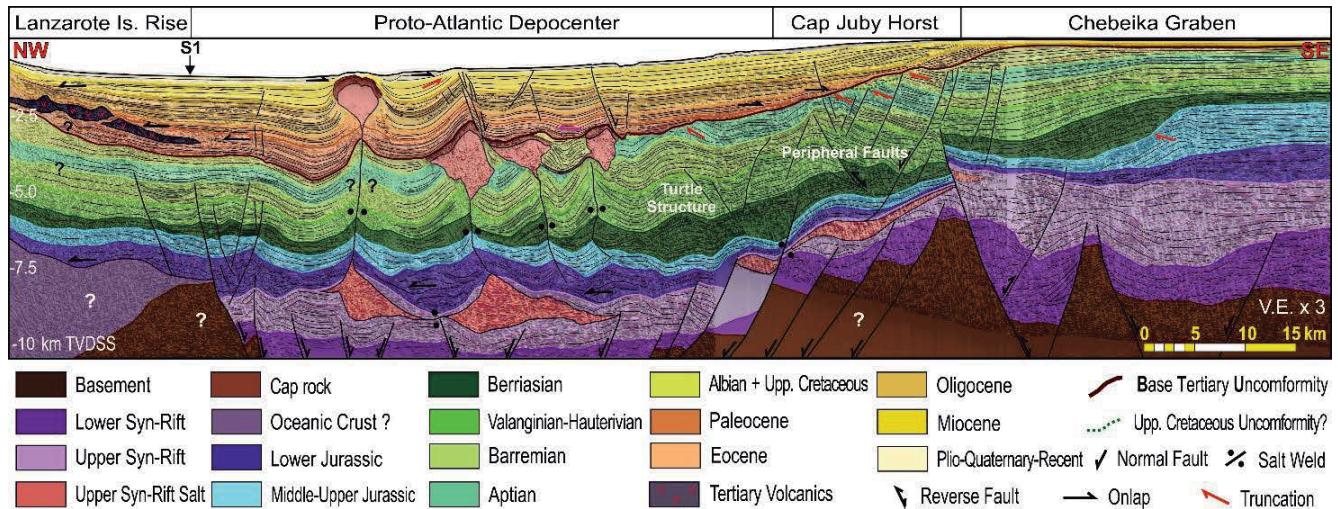 Lanzarote Is. Rise
Proto-Atlantic Depocenter
Cap Juby Horst
Chebeika Graben
NW
S1
SE
-2.5
?
?
? ?
Peripheral Faults
-5.0
Turtle
Structure
-7.5
?
?
?
V.E. x 3
-10 km TVDSS
0 5 10 15 km
Basement
Cap rock
Berriasian
Albian + Upp. Cretaceous
Oligocene
Base Tertiary Uncomformity
Lower Syn-Rift
Oceanic Crust ?
Valanginian-Hauterivian
Paleocene
Miocene
Upp. Cretaceous Uncomformity?
Upper Syn-Rift
Lower Jurassic
Barremian
Eocene
Plio-Quaternary-Recent
Normal Fault
Salt Weld
Upper Syn-Rift Salt
Middle-Upper Jurassic
Aptian
Tertiary Volcanics
Reverse Fault
Onlap
Truncation